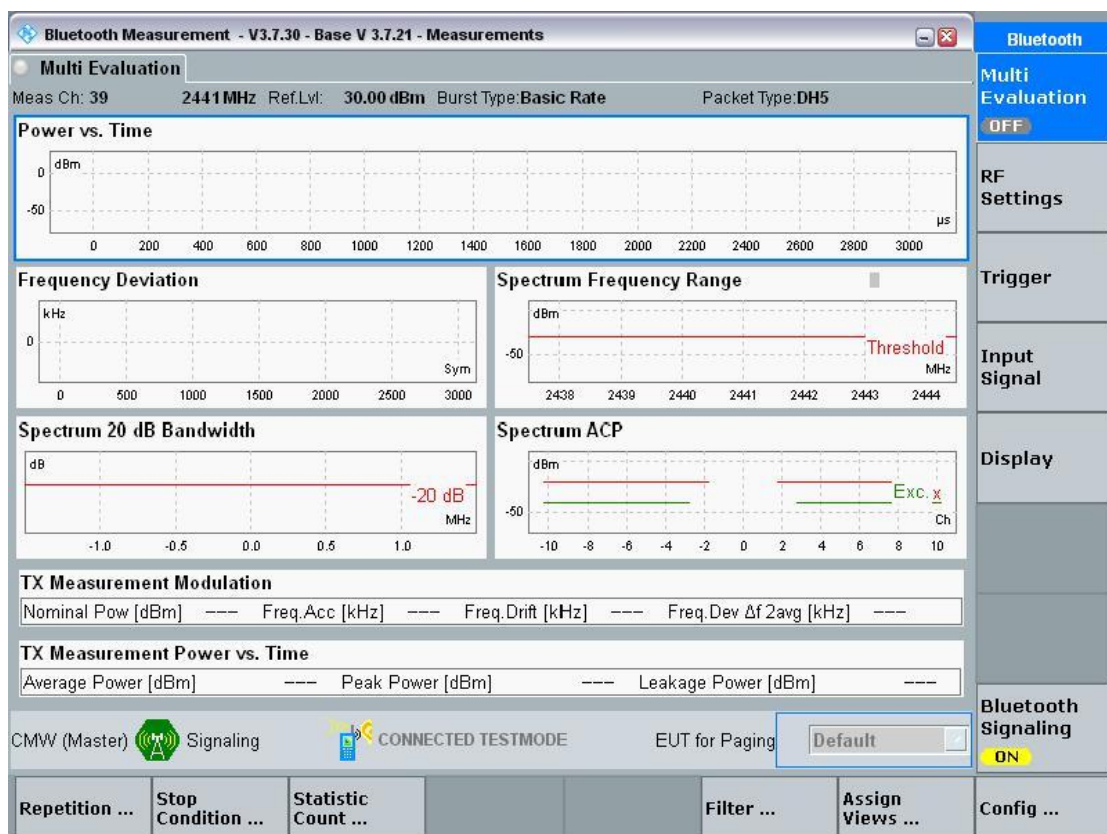 Bluetooth Measurement - V3.7.30 - Base V 3.7.21 - Measurements
Bluetooth
Multi Evaluation
Multi
Evaluation
OFF
Meas Ch: 39 2441 MHz Ref.Lvl: 30.00 dBm Burst Type:Basic Rate Packet Type:DH5
Power vs. Time
dBm
0
-50
µs
0 200 400 600 800 1000 1200 1400 1600 1800 2000 2200 2400 2600 2800 3000
RF
Settings
Frequency Deviation
kHz
0
Sym
0 500 1000 1500 2000 2500 3000
Spectrum Frequency Range
dBm
Threshold
-50
MHz
2438 2439 2440 2441 2442 2443 2444
Trigger
Input
Signal
Spectrum 20 dB Bandwidth
dB
-20 dB
MHz
-1.0 -0.5 0.0 0.5 1.0
Spectrum ACP
dBm
Exc. x
-50
Ch
-10 -8 -6 -4 -2 0 2 4 6 8 10
Display
TX Measurement Modulation
Nominal Pow [dBm] --- Freq.Acc [kHz] --- Freq.Drift [kHz] --- Freq.Dev Δf 2avg [kHz] ---
TX Measurement Power vs. Time
Average Power [dBm] --- Peak Power [dBm] --- Leakage Power [dBm] ---
CMW (Master) Signaling CONNECTED TESTMODE EUT for Paging Default
Bluetooth
Signaling
ON
Repetition ...
Stop
Condition ...
Statistic
Count ...
Filter ...
Assign
Views ...
Config ...